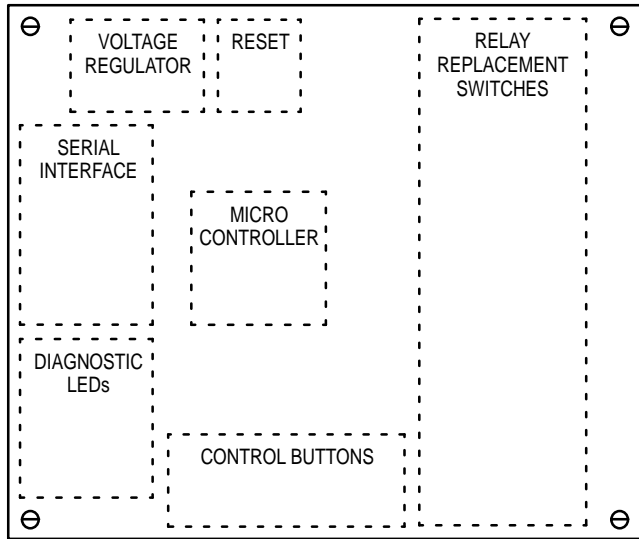 VOLTAGE
REGULATOR
RESET
RELAY
REPLACEMENT
SWITCHES
SERIAL
INTERFACE
MICRO
CONTROLLER
DIAGNOSTIC
LEDs
CONTROL BUTTONS